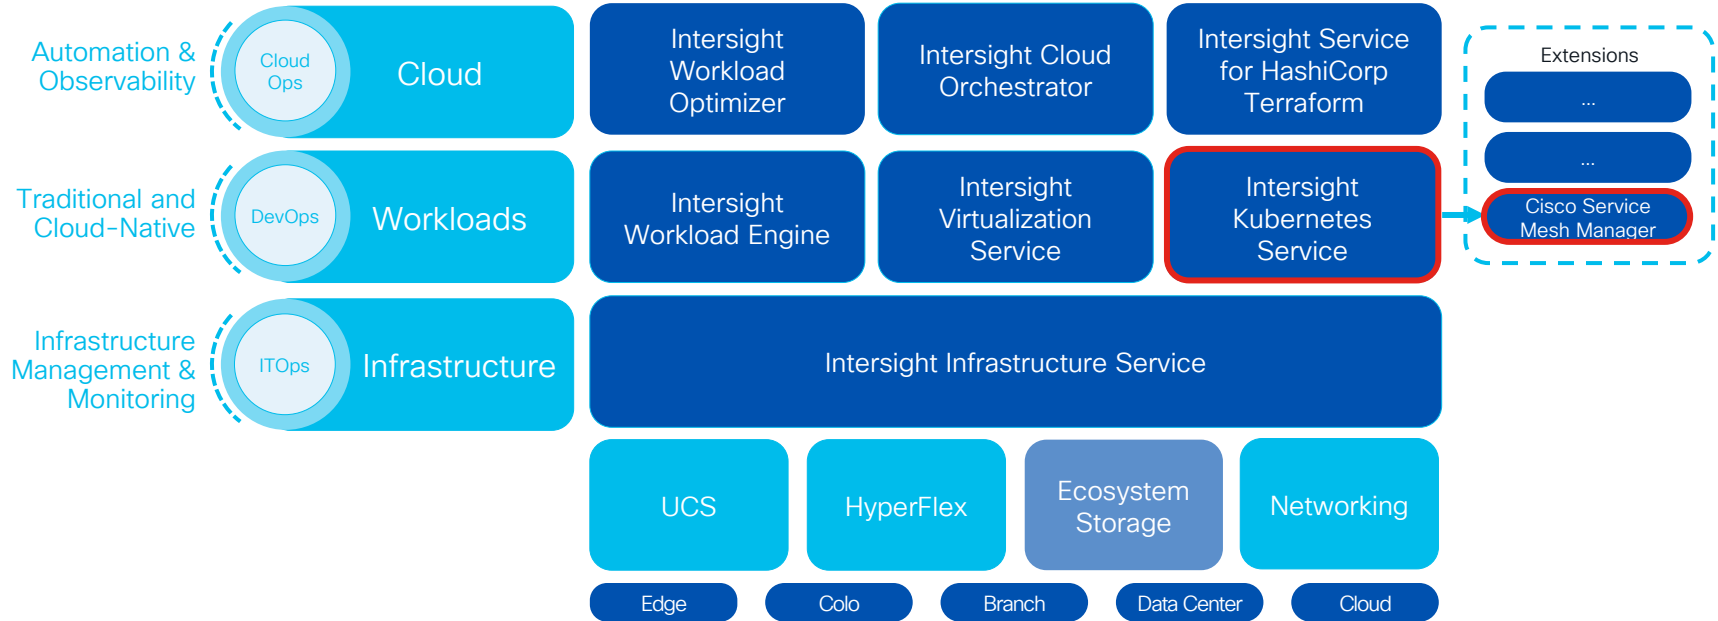 Automation &
Observability
Cloud
Ops
Cloud
Intersight
Workload
Optimizer
Intersight Cloud
Orchestrator
Intersight Service
for HashiCorp
Terraform
Extensions
...
...
Cisco Service
Mesh Manager
Traditional and
Cloud-Native
DevOps
Workloads
Intersight
Workload Engine
Intersight
Virtualization
Service
Intersight
Kubernetes
Service
Infrastructure
Management &
Monitoring
ITOps
Infrastructure
Intersight Infrastructure Service
UCS
HyperFlex
Ecosystem
Storage
Networking
Edge
Colo
Branch
Data Center
Cloud